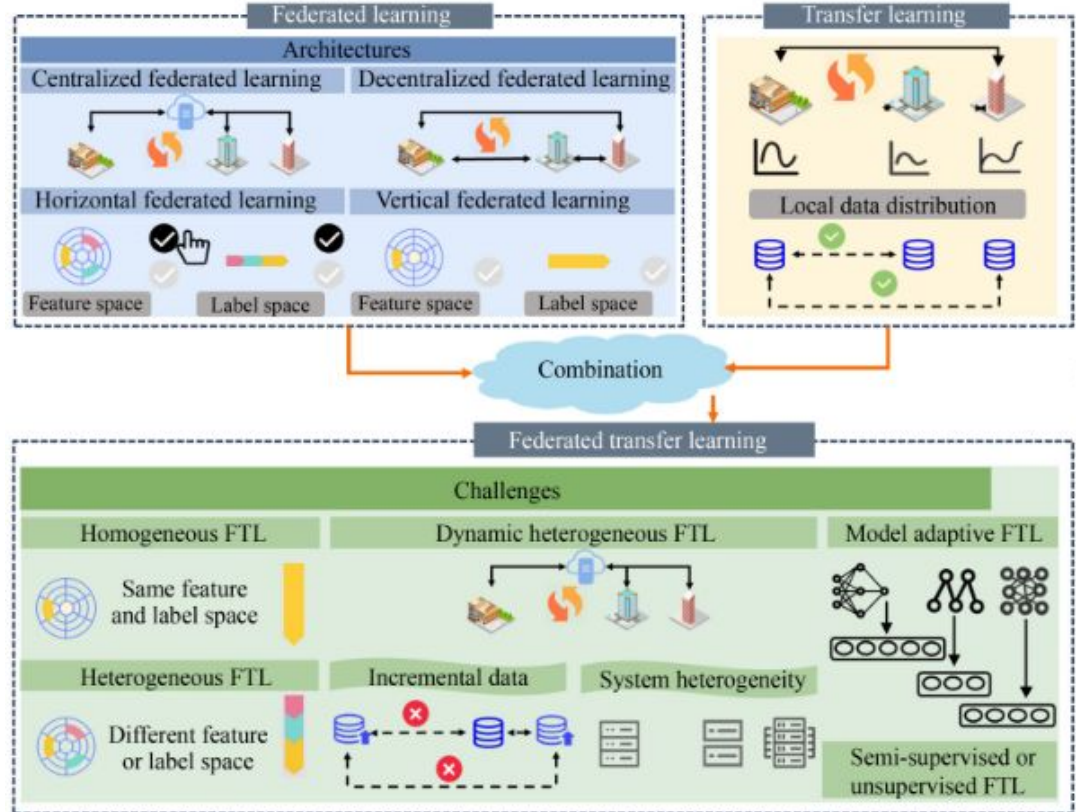 Federated learning
Transfer learning
Architectures
Centralized federated learning
Decentralized federated learning
Horizontal federated learning
Vertical federated learning
Feature space
Label space
Feature space
Label space
Local data distribution
Combination
Federated transfer learning
Challenges
Homogeneous FTL
Dynamic heterogeneous FTL
Model adaptive FTL
Same feature
and label space
Heterogeneous FTL
Incremental data
System heterogeneity
Different feature
or label space
Semi-supervised or
unsupervised FTL